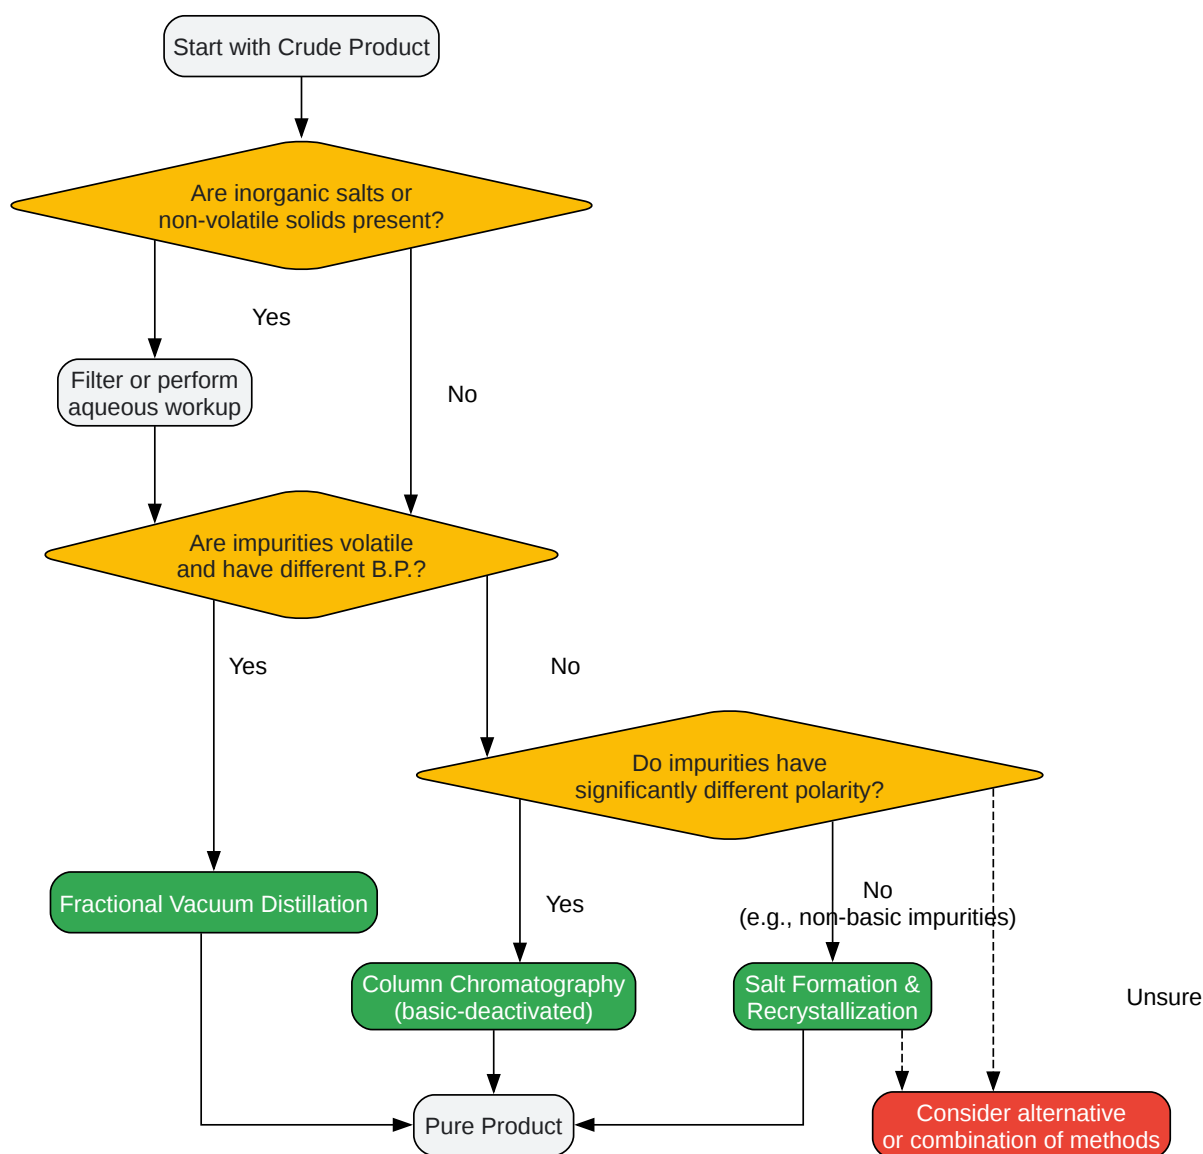 Start with Crude Product
Are inorganic salts or
non-volatile solids present?
Yes
Filter or perform
aqueous workup
No
Are impurities volatile
and have different B.P.?
Yes
No
Do impurities have
significantly different polarity?
Fractional Vacuum Distillation
Yes
No
(e.g., non-basic impurities)
Column Chromatography
(basic-deactivated)
Salt Formation &
Recrystallization
Unsure
Pure Product
Consider alternative
or combination of methods